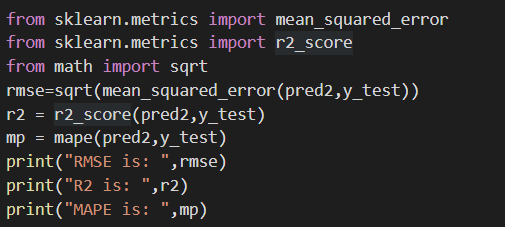 from sklearn.metrics import mean_squared_error
from sklearn.metrics import r2_score
from math import sqrt
rmse=sqrt(mean_squared_error(pred2,y_test))
r2 = r2_score(pred2,y_test)
mp = mape(pred2,y_test)
print("RMSE is: ",rmse)
print("R2 is: ",r2)
print("MAPE is: ",mp)